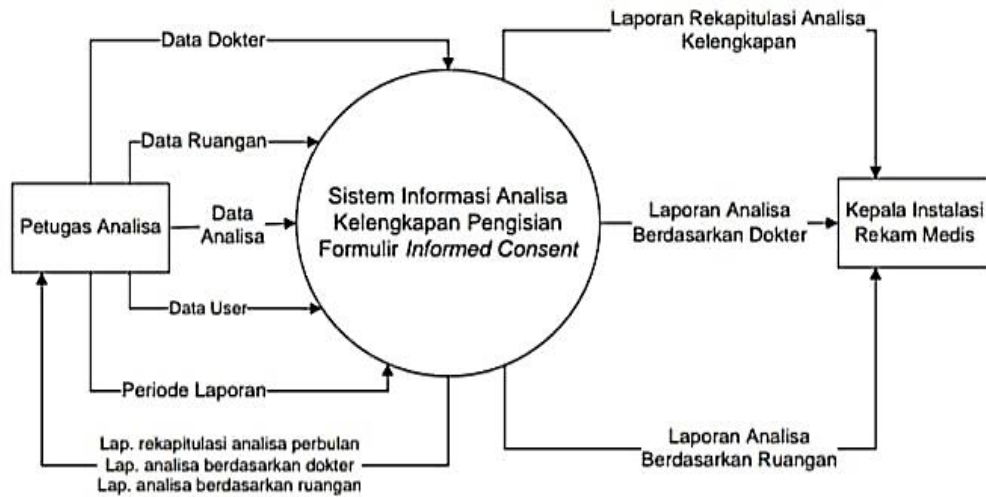 Data Dokter
Data Ruangan
Petugas Analisa
Data
Analisa
Data User
Periode Laporan
Lap. rekapitulasi analisa perbulan
Lap. analisa berdasarkan dokter
Lap. analisa berdasarkan ruangan
Sistem Informasi Analisa
Kelengkapan Pengisian
Formulir Informed Consent
Laporan Rekapitulasi Analisa
Kelengkapan
Laporan Analisa
Berdasarkan Dokter
Kepala Instalasi
Rekam Medis
Laporan Analisa
Berdasarkan Ruangan